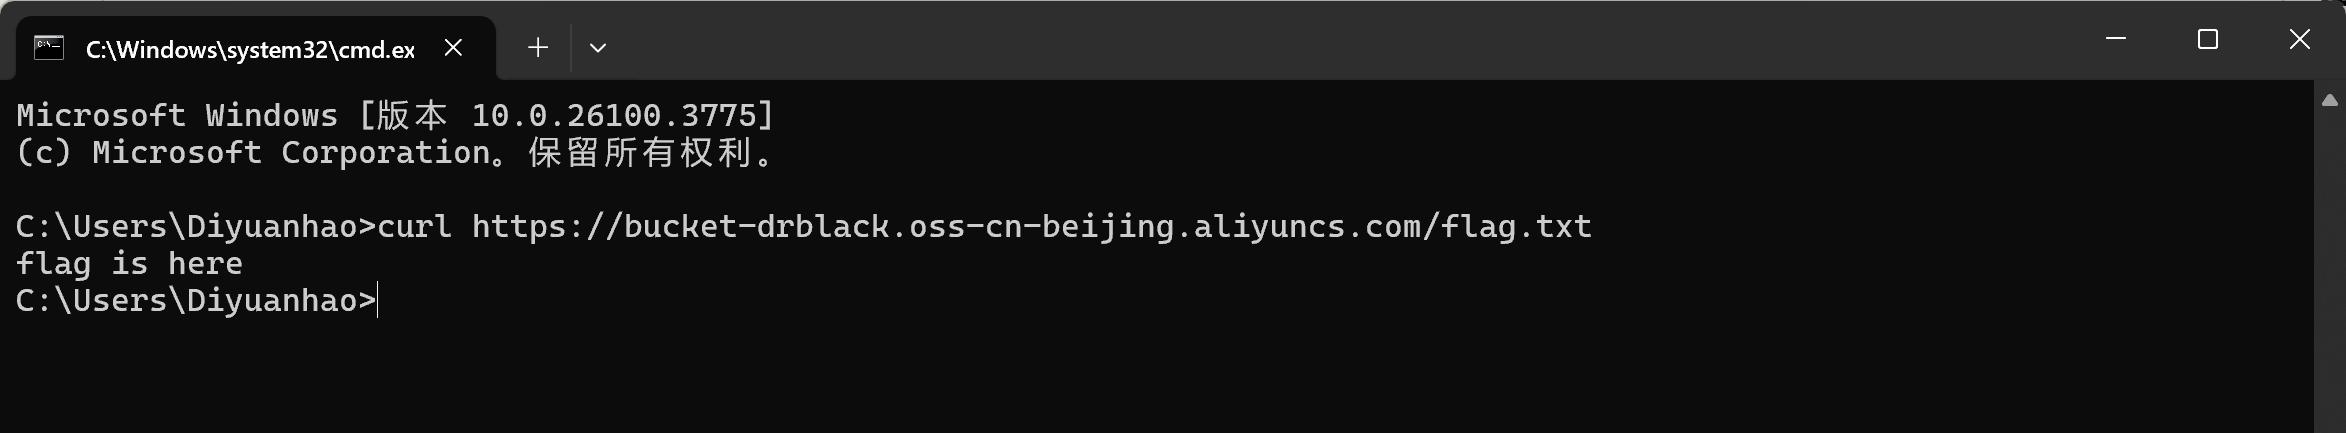 C:\Windows\system32\cmd.ex
Microsoft Windows [版本 10.0.26100.3775]
(c) Microsoft Corporation。保留所有权利。
C:\Users\Diyuanhao>curl https://bucket-drblack.oss-cn-beijing.aliyuncs.com/flag.txt
flag is here
C:\Users\Diyuanhao>